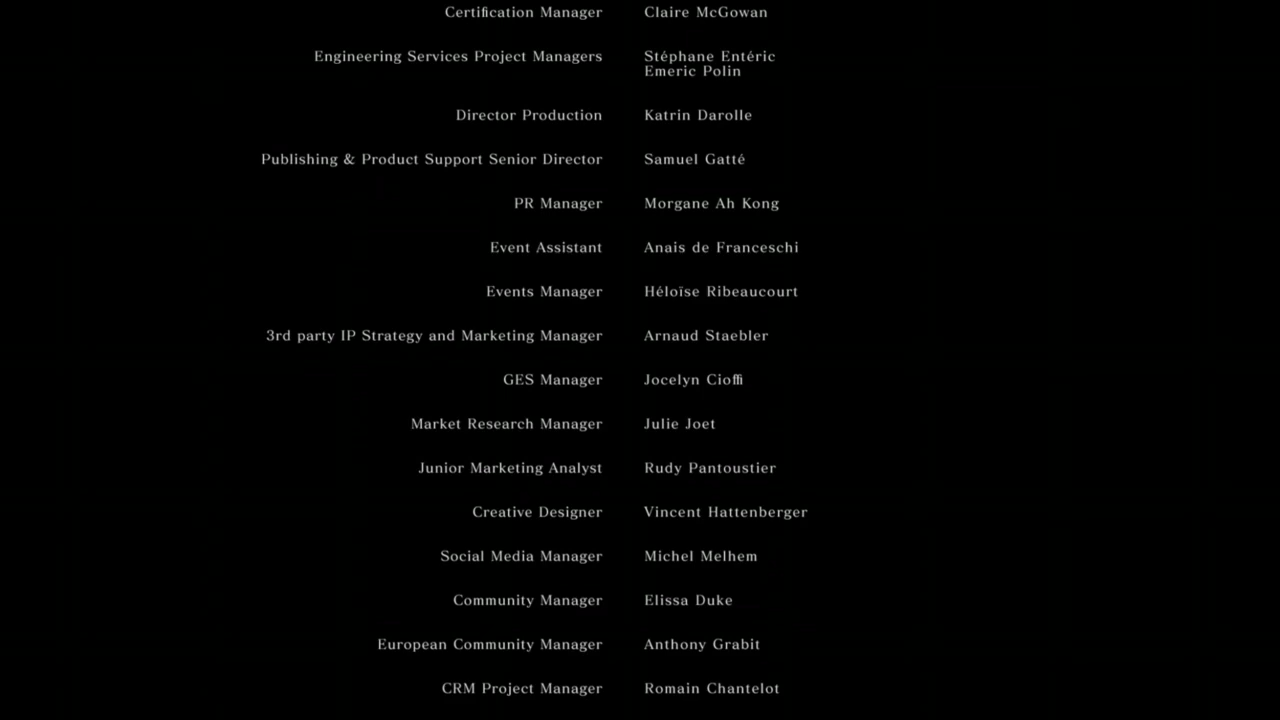 Certification Manager Claire McGowan
Engineering Services Project Managers Stéphane Entéric
Emeric Polin
Director Production Katrin Darolle
Publishing & Product Support Senior Director Samuel Gatté
PR Manager Morgane Ah Kong
Event Assistant Anais de Franceschi
Events Manager Héloïse Ribeaucourt
3rd party IP Strategy and Marketing Manager Arnaud Staebler
GES Manager Jocelyn Cioffi
Market Research Manager Julie Joet
Junior Marketing Analyst Rudy Pantoustier
Creative Designer Vincent Hattenberger
Social Media Manager Michel Melhem
Community Manager Elissa Duke
European Community Manager Anthony Grabit
CRM Project Manager Romain Chantelot